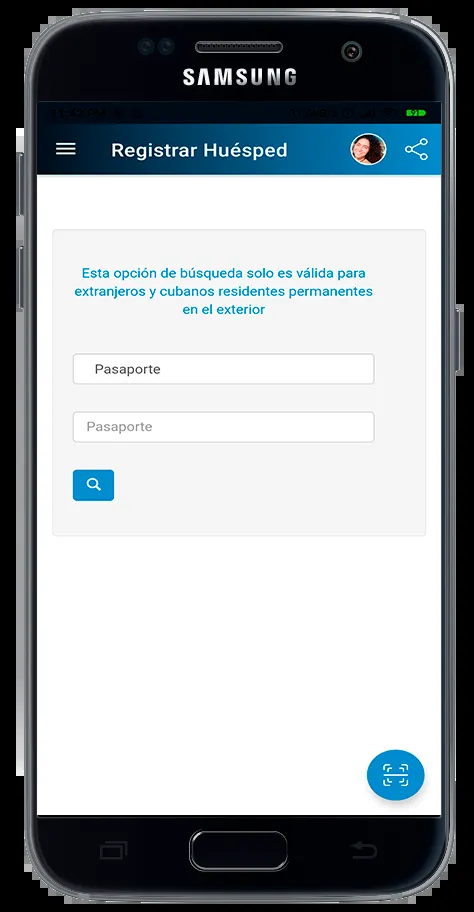 SAMSUNG
91
Registrar Huésped
Esta opción de búsqueda solo es válida para
extranjeros y cubanos residentes permanentes
en el exterior
Pasaporte
Pasaporte